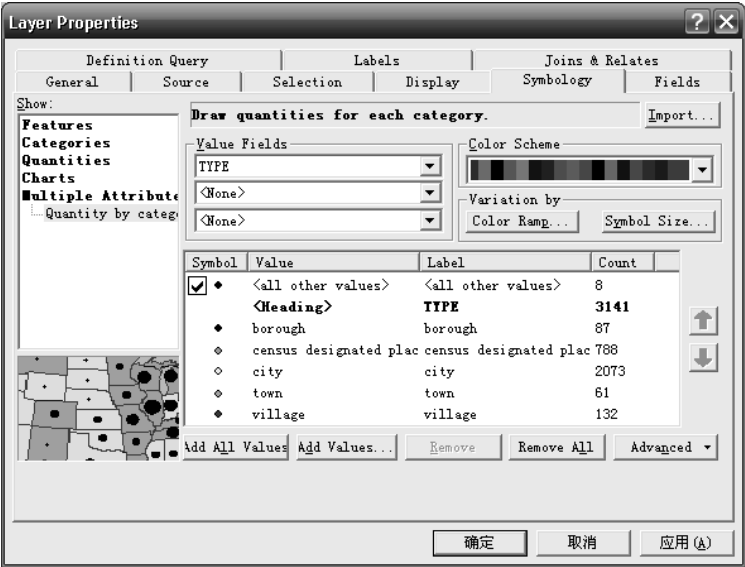 Layer Properties
Definition Query Labels Joins & Relates
General Source Selection Display Symbology Fields
Show:
Features
Categories
Quantities
Charts
Multiple Attribute
Quantity by catego
Draw quantities for each category.
Import...
Value Fields
TYPE
<None>
<None>
Color Scheme
Variation by
Color Ramp... Symbol Size...
Symbol Value Label Count
<all other values> <all other values> 8
<Heading> TYPE 3141
borough borough 87
census designated plac census designated plac 788
city city 2073
town town 61
village village 132
Add All Values Add Values... Remove Remove All Advanced
确定 取消 应用(A)